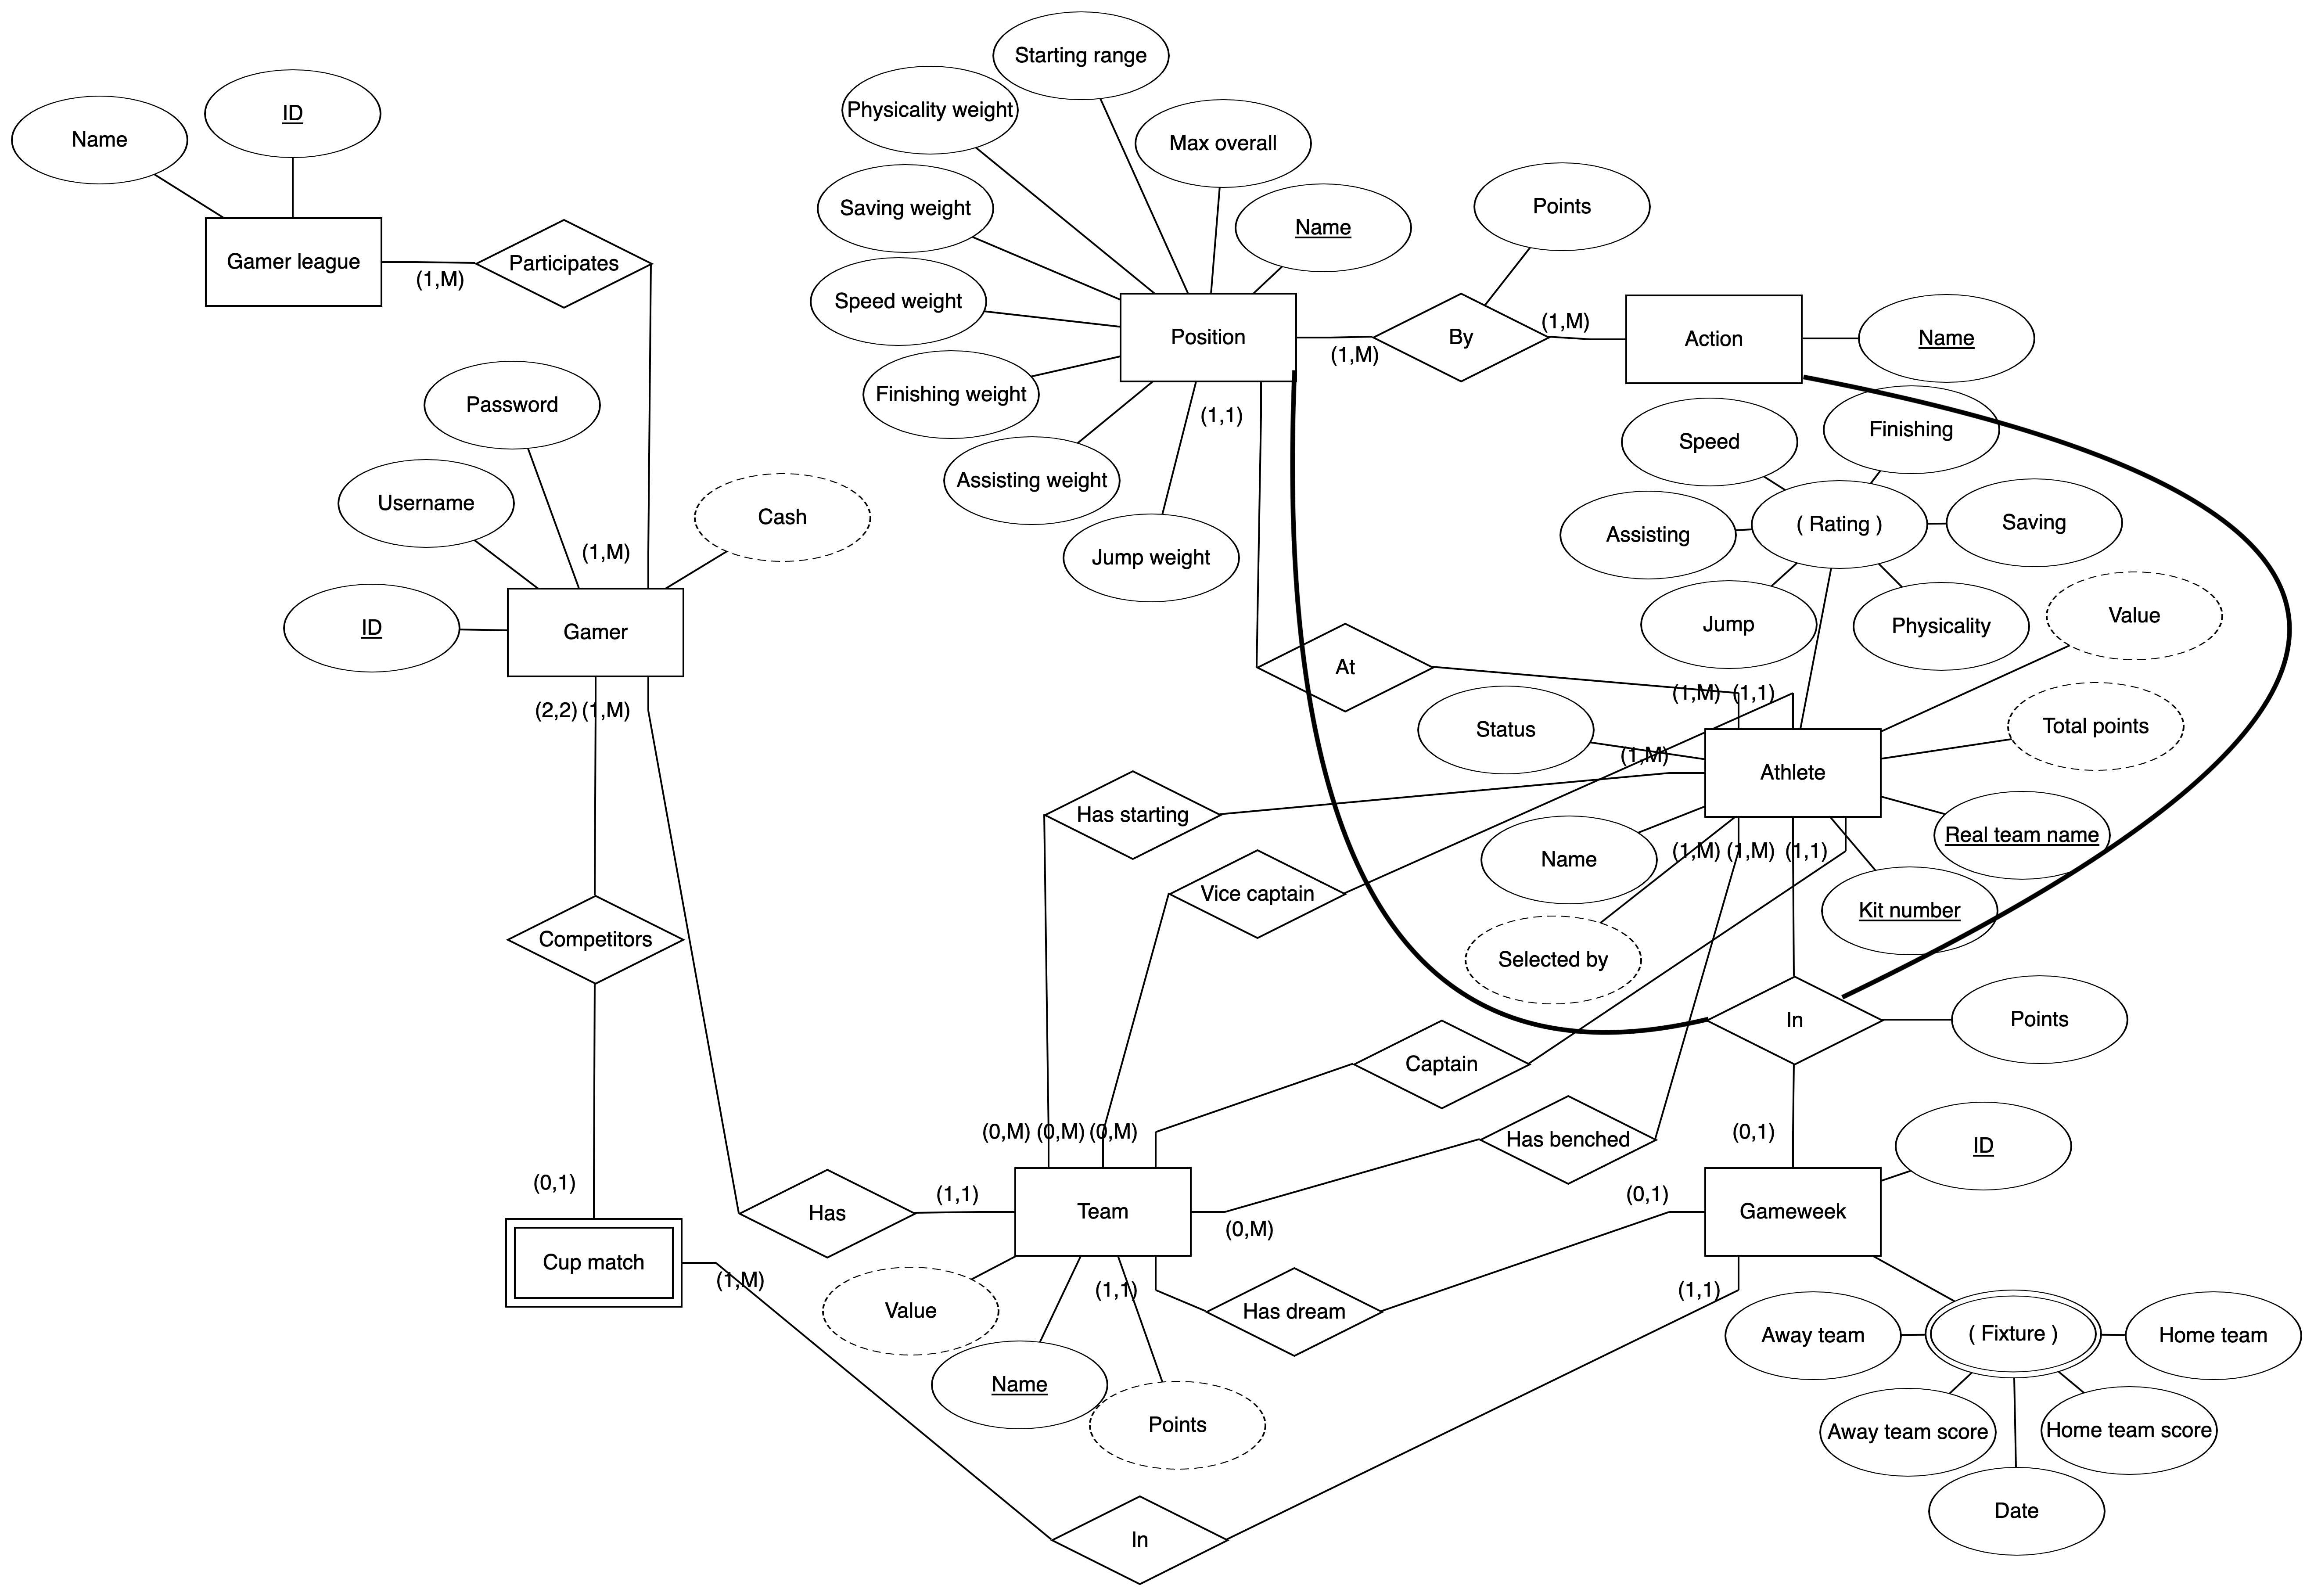 Starting range
Physicality weight
ID
Name
Max overall
Saving weight
Points
Name
Gamer league
(1,M)
Participates
Speed weight
Position
(1,M)
By
(1,M)
Action
Name
Finishing weight
(1,1)
Password
Speed
Finishing
Assisting weight
Username
Cash
( Rating )
Saving
Assisting
(1,M)
Jump weight
ID
Gamer
Jump
Physicality
Value
At
(2,2)
(1,M)
(1,M)
(1,1)
Status
Total points
(1,M)
Athlete
Has starting
Real team name
Name
(1,M)
(1,M)
(1,1)
Vice captain
Kit number
Competitors
Selected by
In
Points
Captain
(0,M)
(0,M)
(0,M)
Has benched
(0,1)
ID
(0,1)
Has
(1,1)
Team
(0,M)
(0,1)
Gameweek
Cup match
(1,M)
Value
(1,1)
Has dream
(1,1)
Away team
( Fixture )
Home team
Name
Points
Away team score
Home team score
Date
In